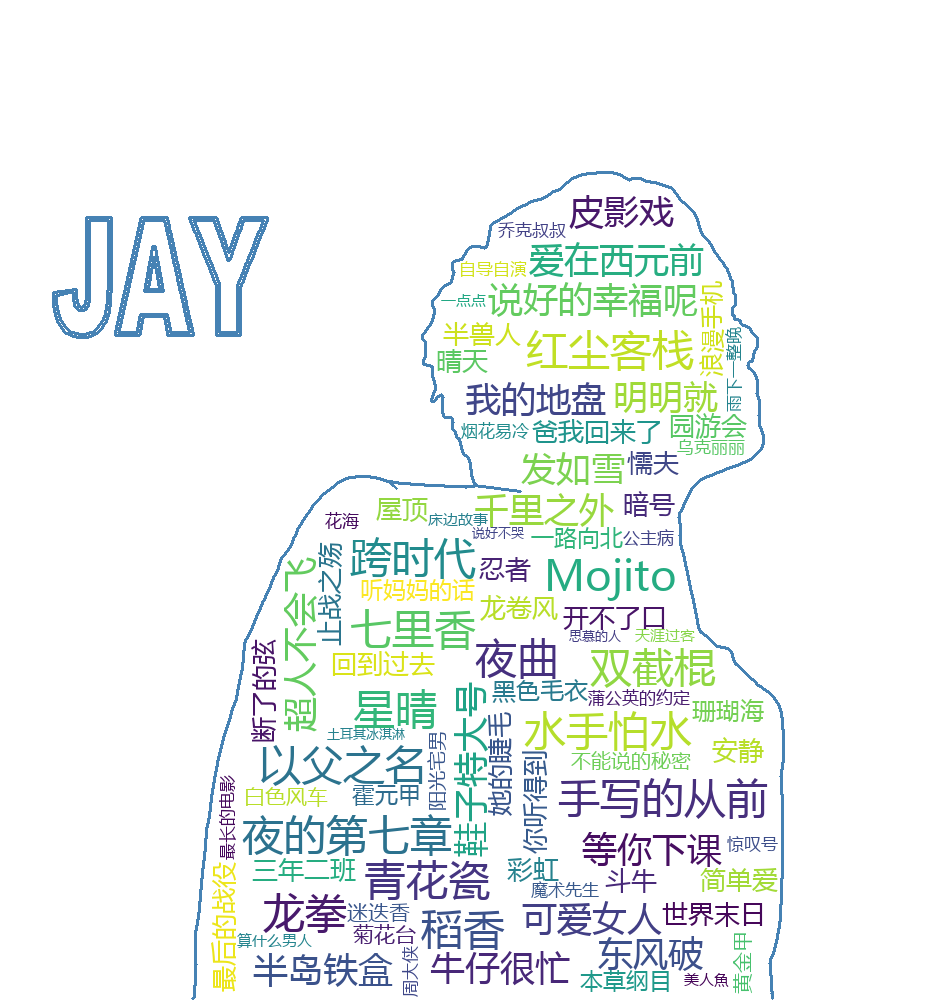 JAY
皮影戏
乔克叔叔
爱在西元前
自导自演
说好的幸福呢
一点点
浪漫手机
半兽人
红尘客栈
雨下一整晚
晴天
我的地盘
明明就
烟花易冷
爸我回来了
园游会
乌克丽丽
发如雪
懦夫
千里之外
暗号
屋顶
床边故事
花海
说好不哭
一路向北
公主病
跨时代
忍者
Mojito
止战之殇
超人不会飞
听妈妈的话
龙卷风
开不了口
七里香
思慕的人
天涯过客
夜曲
双截棍
回到过去
断了的弦
星晴
黑色毛衣
蒲公英的约定
珊瑚海
鞋子特大号
她的睫毛
水手怕水
土耳其冰淇淋
阳光宅男
安静
以父之名
你听得到
不能说的秘密
最长的电影
白色风车
霍元甲
手写的从前
夜的第七章
等你下课
惊叹号
三年二班
青花瓷
彩虹
斗牛
简单爱
魔术先生
最后的战役
龙拳
迷迭香
稻香
可爱女人
世界末日
算什么男人
菊花台
东风破
黄金甲
半岛铁盒
周大侠
牛仔很忙
本草纲目
美人魚